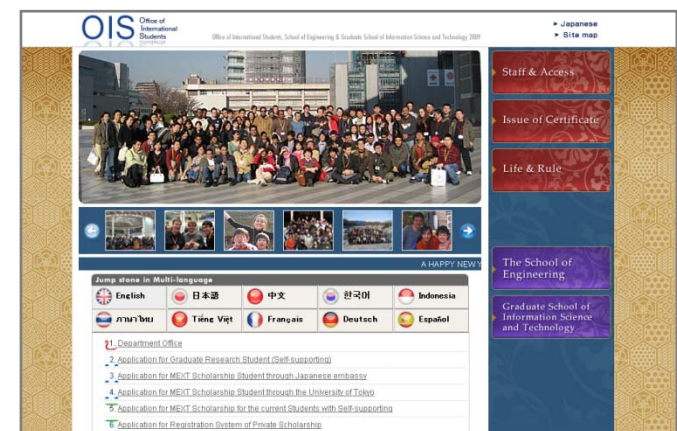 OIS Office of
International
Students
Office of International Students, School of Engineering & Graduate School of Information Science and Technology 2009
Japanese
Site map
Staff & Access
Issue of Certificate
Life & Rule
The School of
Engineering
Graduate School of
Information Science
and Technology
A HAPPY NEW Y
Jump stone in Multi-language
English 日本語 中文 한국어 Indonesia
ภาษาไทย Tiếng Việt Français Deutsch Español
1. Department Office
2. Application for Graduate Research Student (Self-supporting)
3. Application for MEXT Scholarship Student through Japanese embassy
4. Application for MEXT Scholarship Student through the University of Tokyo
5. Application for MEXT Scholarship for the current Students with Self-supporting
6. Application for Registration System of Private Scholarship